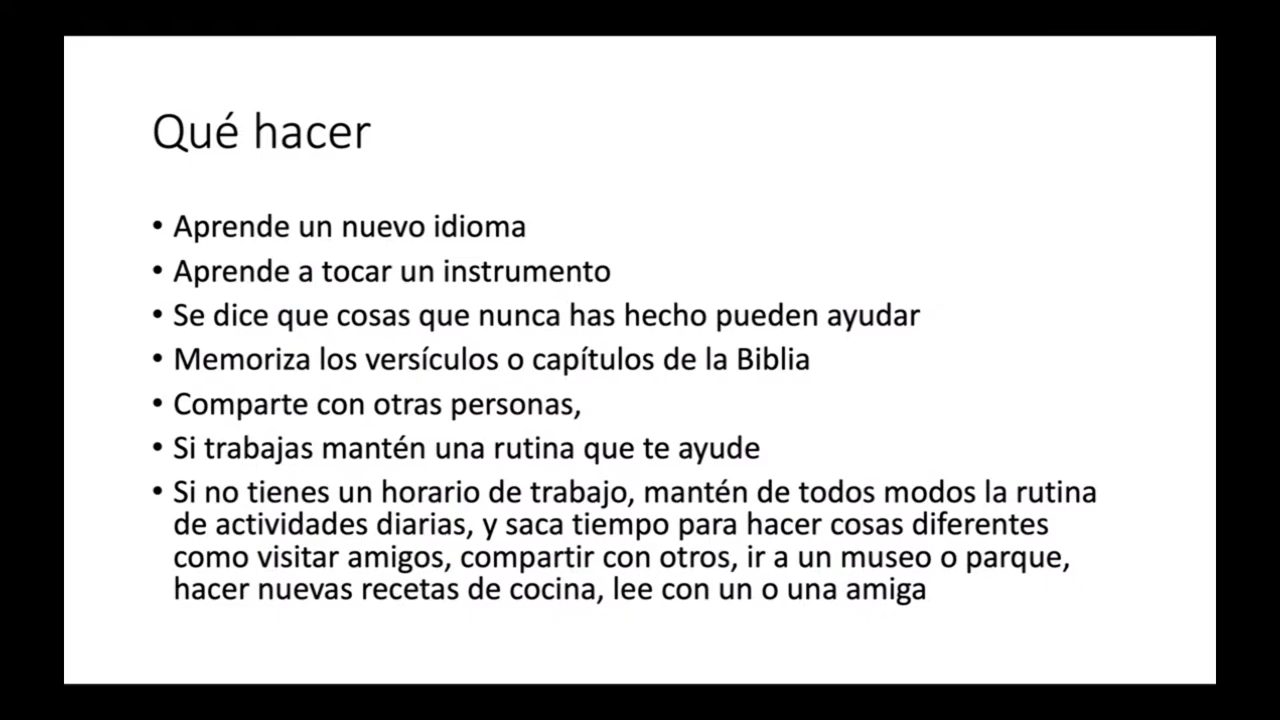 Qué hacer
• Aprende un nuevo idioma
• Aprende a tocar un instrumento
• Se dice que cosas que nunca has hecho pueden ayudar
• Memoriza los versículos o capítulos de la Biblia
• Comparte con otras personas,
• Si trabajas mantén una rutina que te ayude
• Si no tienes un horario de trabajo, mantén de todos modos la rutina
de actividades diarias, y saca tiempo para hacer cosas diferentes
como visitar amigos, compartir con otros, ir a un museo o parque,
hacer nuevas recetas de cocina, lee con un o una amiga